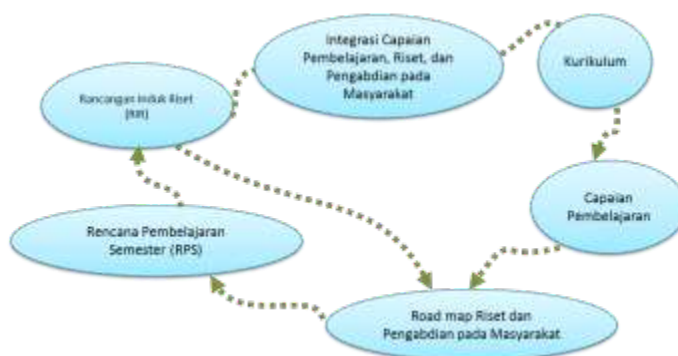 Integrasi Capaian
Pembelajaran, Riset, dan
Pengabdian pada
Masyarakat
Kurikulum
Rancangan Induk Riset
(RIR)
Capaian
Pembelajaran
Rencana Pembelajaran
Semester (RPS)
Road map Riset dan
Pengabdian pada Masyarakat